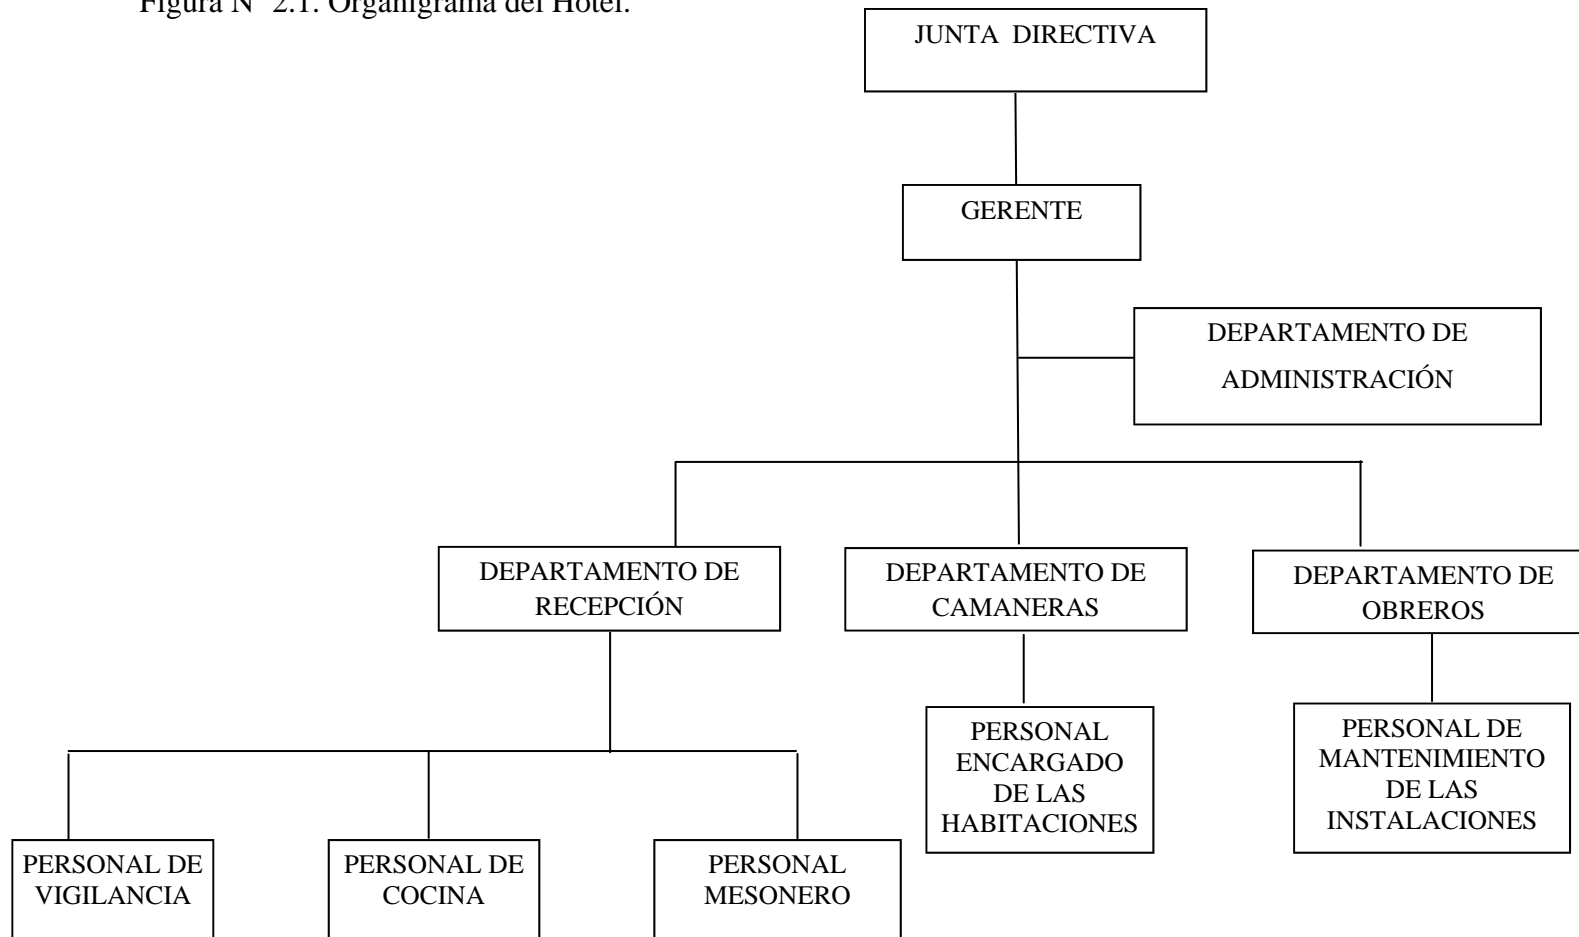 Figura N° 2.1. Organigrama del Hotel.
JUNTA DIRECTIVA
GERENTE
DEPARTAMENTO DE
ADMINISTRACIÓN
DEPARTAMENTO DE
RECEPCIÓN
DEPARTAMENTO DE
CAMANERAS
DEPARTAMENTO DE
OBREROS
PERSONAL
ENCARGADO
DE LAS
HABITACIONES
PERSONAL DE
MANTENIMIENTO
DE LAS
INSTALACIONES
PERSONAL DE
VIGILANCIA
PERSONAL DE
COCINA
PERSONAL
MESONERO